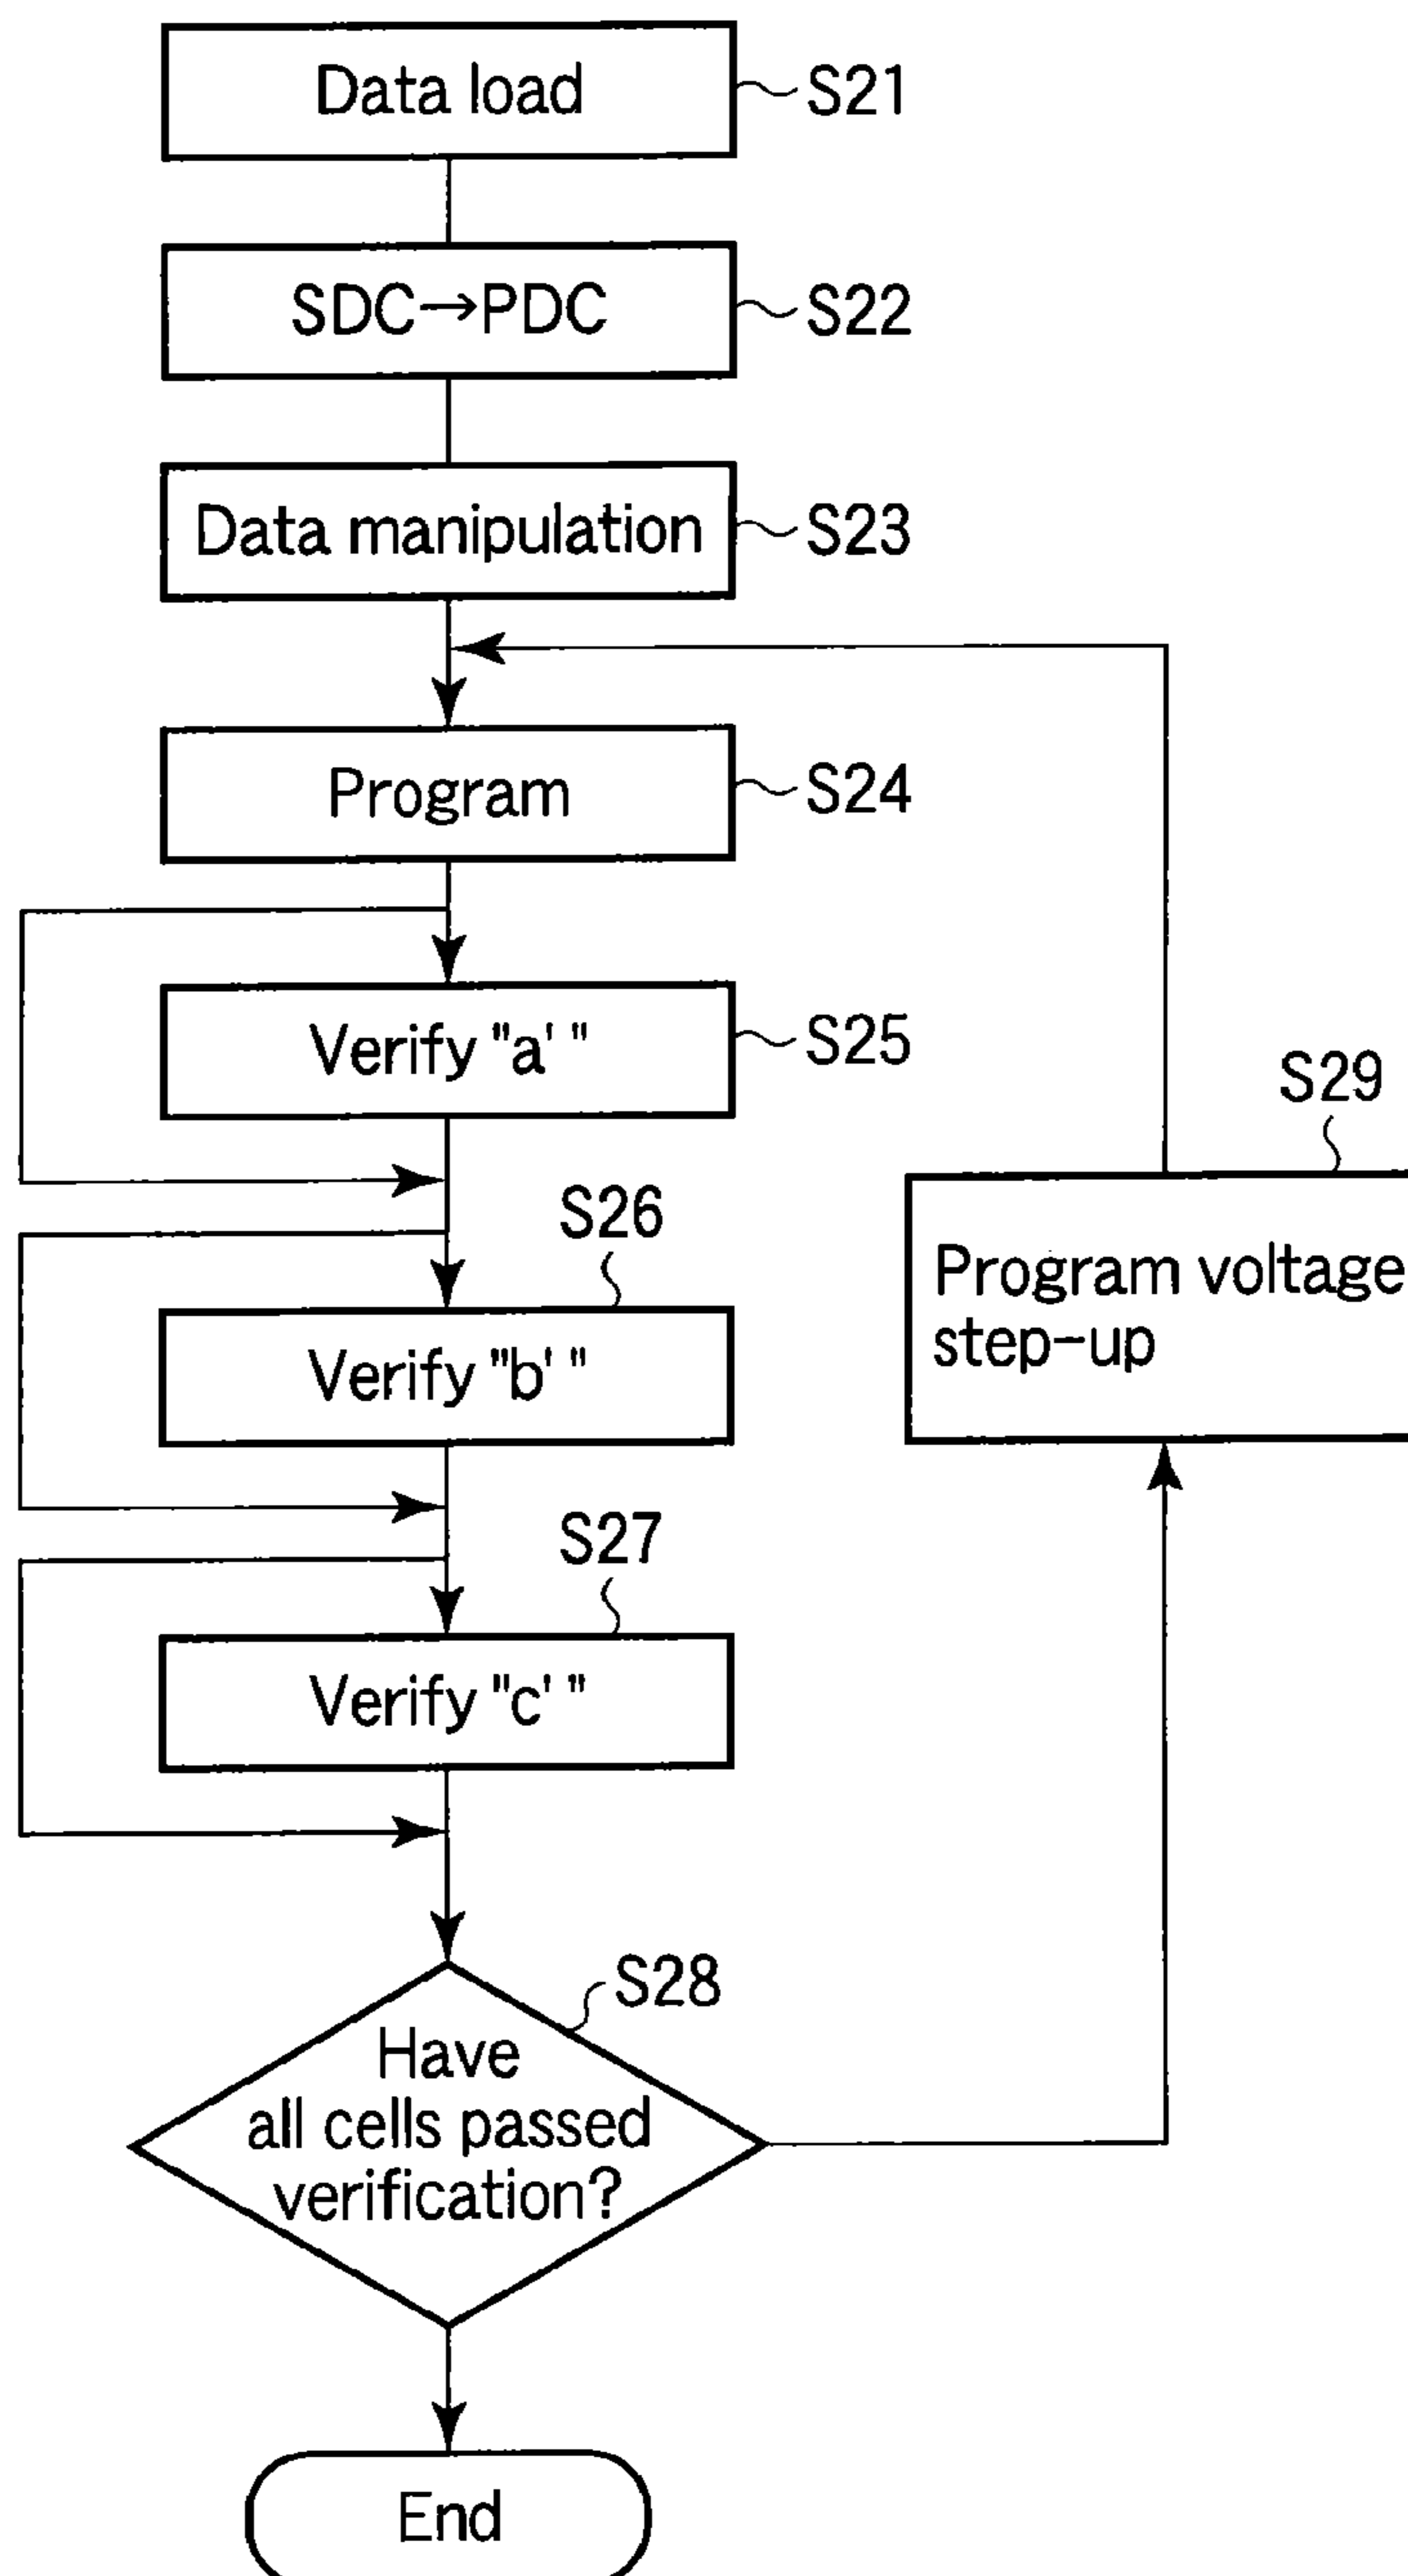 Data load
S21
SDC→PDC
S22
Data manipulation
S23
Program
S24
Verify "a' "
S25
S29
Program voltage
step-up
S26
Verify "b' "
S27
Verify "c' "
S28
Have
all cells passed
verification?
End